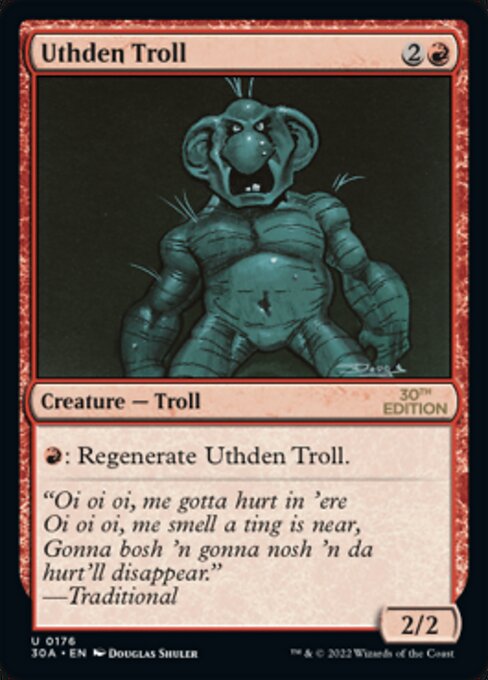 Uthden Troll 2
Creature — Troll
30TH
EDITION
: Regenerate Uthden Troll.
“Oi oi oi, me gotta hurt in ’ere
Oi oi oi, me smell a ting is near,
Gonna bosh ’n gonna nosh ’n da
hurt’ll disappear.”
—Traditional
2/2
U 0176
30A • EN Douglas Shuler
™ & © 2022 Wizards of the Coast